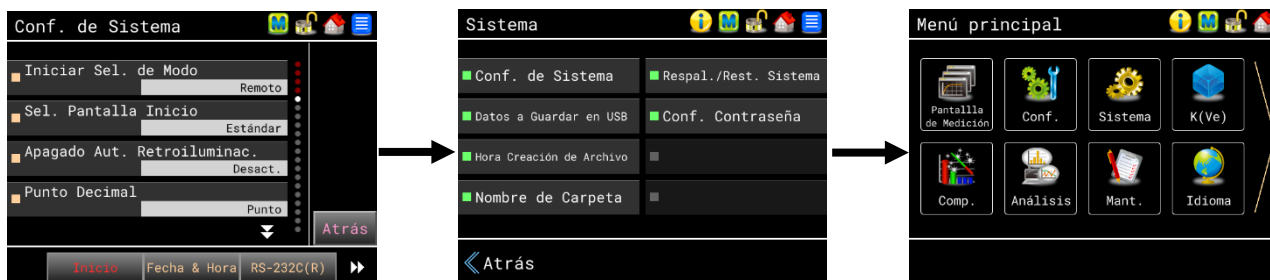 Conf. de Sistema
Iniciar Sel. de Modo
Remoto
Sel. Pantalla Inicio
Estándar
Apagado Aut. Retroiluminac.
Desact.
Punto Decimal
Punto
Atrás
Inicio
Fecha & Hora
RS-232C(R)
Sistema
Conf. de Sistema
Respal./Rest. Sistema
Datos a Guardar en USB
Conf. Contraseña
Hora Creación de Archivo
Nombre de Carpeta
Atrás
Menú principal
Pantallla
de Medición
Conf.
Sistema
K(Ve)
Comp.
Análisis
Mant.
Idioma